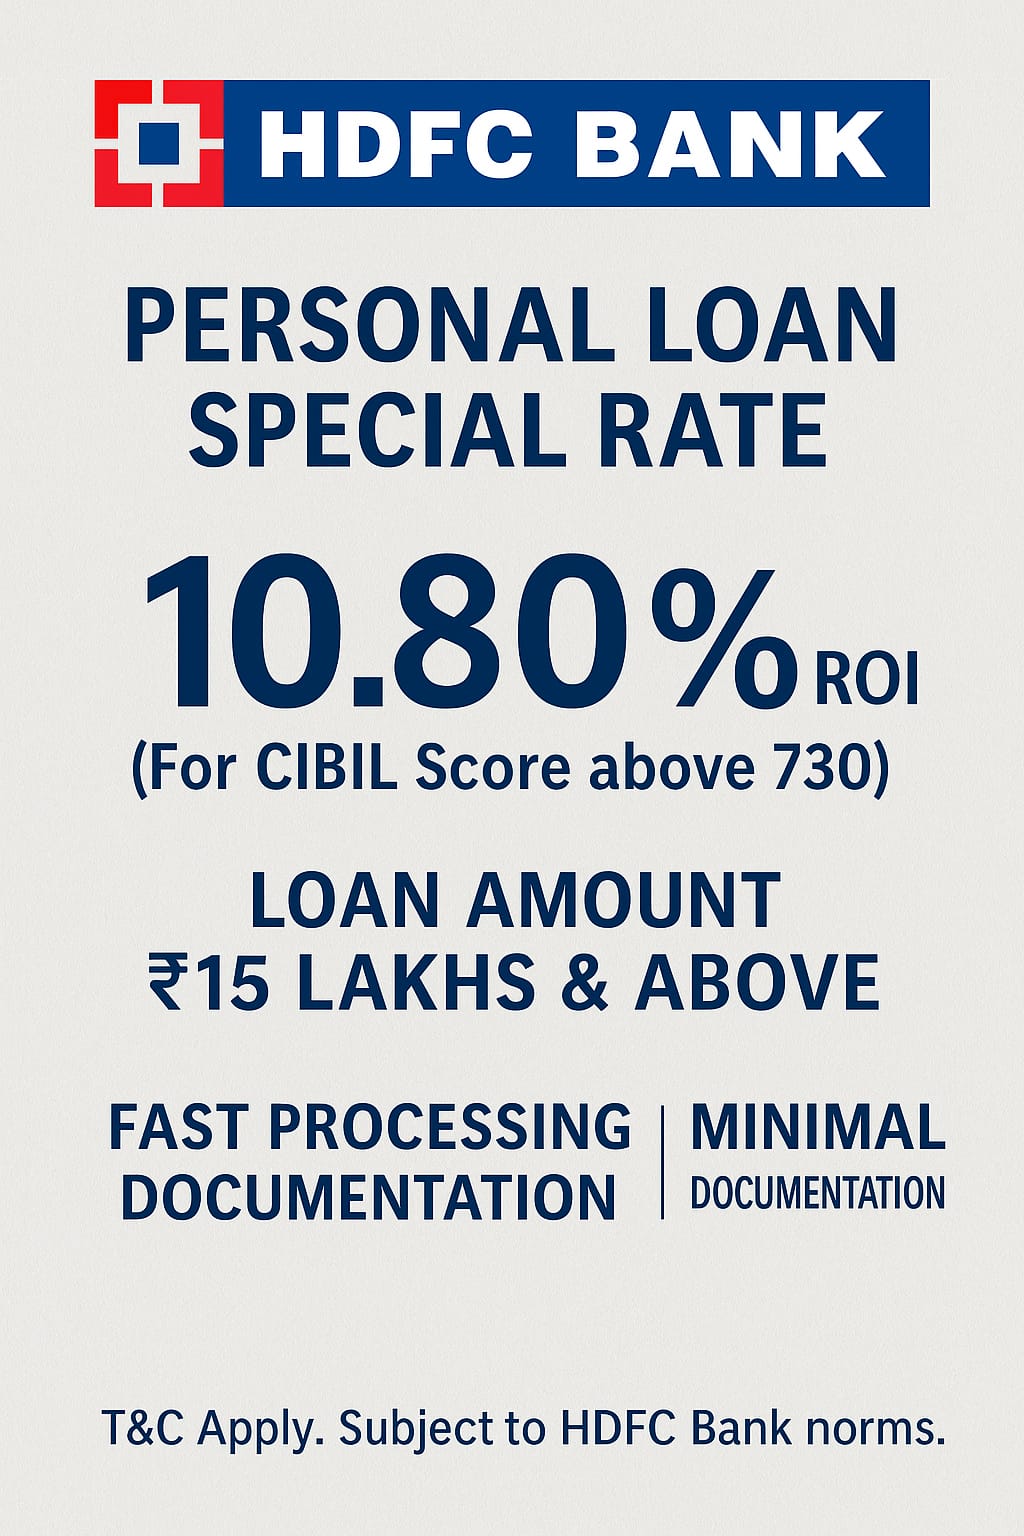 HDFC BANK
PERSONAL LOAN
SPECIAL RATE
10.80% ROI
(For CIBIL Score above 730)
LOAN AMOUNT
₹15 LAKHS & ABOVE
FAST PROCESSING
DOCUMENTATION
MINIMAL
DOCUMENTATION
T&C Apply. Subject to HDFC Bank norms.